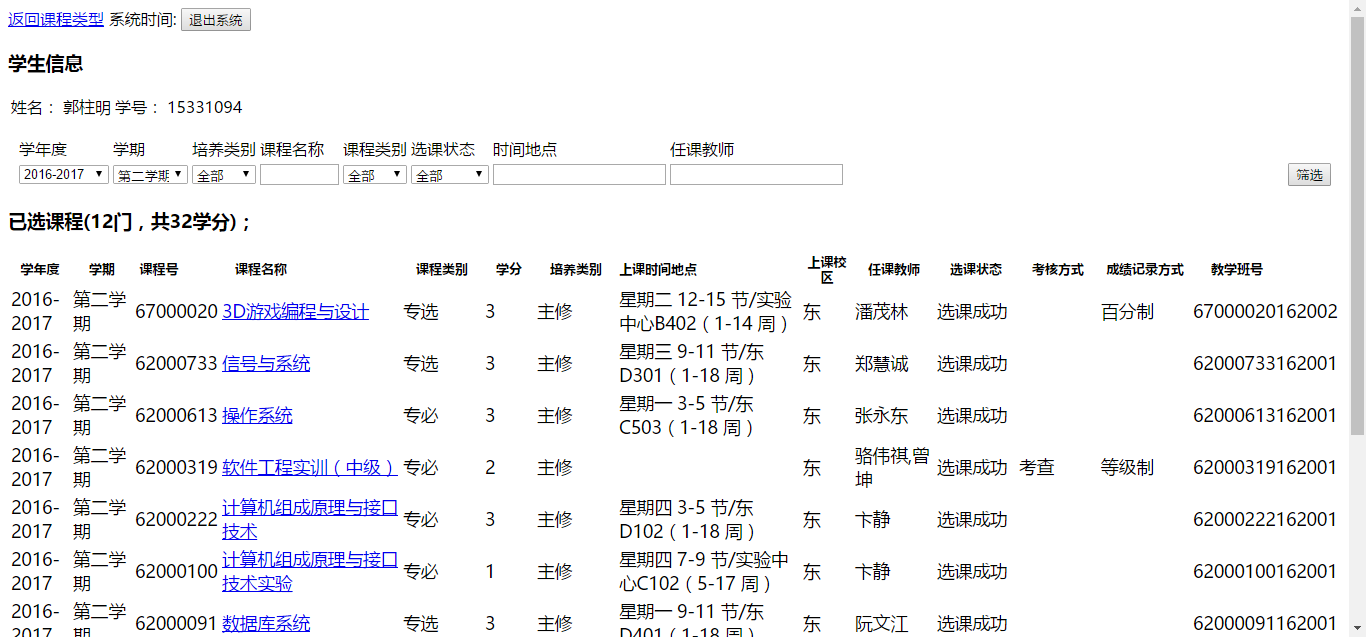 返回课程类型 系统时间: 退出系统
学生信息
姓名： 郭柱明 学号： 15331094
学年度 学期 培养类别 课程名称 课程类别 选课状态 时间地点 任课教师
2016-2017 第二学期 全部 全部 全部 筛选
已选课程(12门，共32学分)；
学年度 学期 课程号 课程名称 课程类别 学分 培养类别 上课时间地点 上课校区 任课教师 选课状态 考核方式 成绩记录方式 教学班号
2016-2017 第二学期 67000020 3D游戏编程与设计 专选 3 主修 星期二 12-15 节/实验中心B402（1-14 周） 东 潘茂林 选课成功 百分制 67000020162002
2016-2017 第二学期 62000733 信号与系统 专选 3 主修 星期三 9-11 节/东D301（1-18 周） 东 郑慧诚 选课成功 62000733162001
2016-2017 第二学期 62000613 操作系统 专必 3 主修 星期一 3-5 节/东C503（1-18 周） 东 张永东 选课成功 62000613162001
2016-2017 第二学期 62000319 软件工程实训（中级） 专必 2 主修 东 骆伟祺,曾坤 选课成功 考查 等级制 62000319162001
2016-2017 第二学期 62000222 计算机组成原理与接口技术 专必 3 主修 星期四 3-5 节/东D102（1-18 周） 东 卞静 选课成功 62000222162001
2016-2017 第二学期 62000100 计算机组成原理与接口技术实验 专必 1 主修 星期四 7-9 节/实验中心C102（5-17 周） 东 卞静 选课成功 62000100162001
2016-2017 第二学期 62000091 数据库系统 专选 3 主修 星期一 9-11 节/东D401（1-18 周） 东 阮文江 选课成功 62000091162001